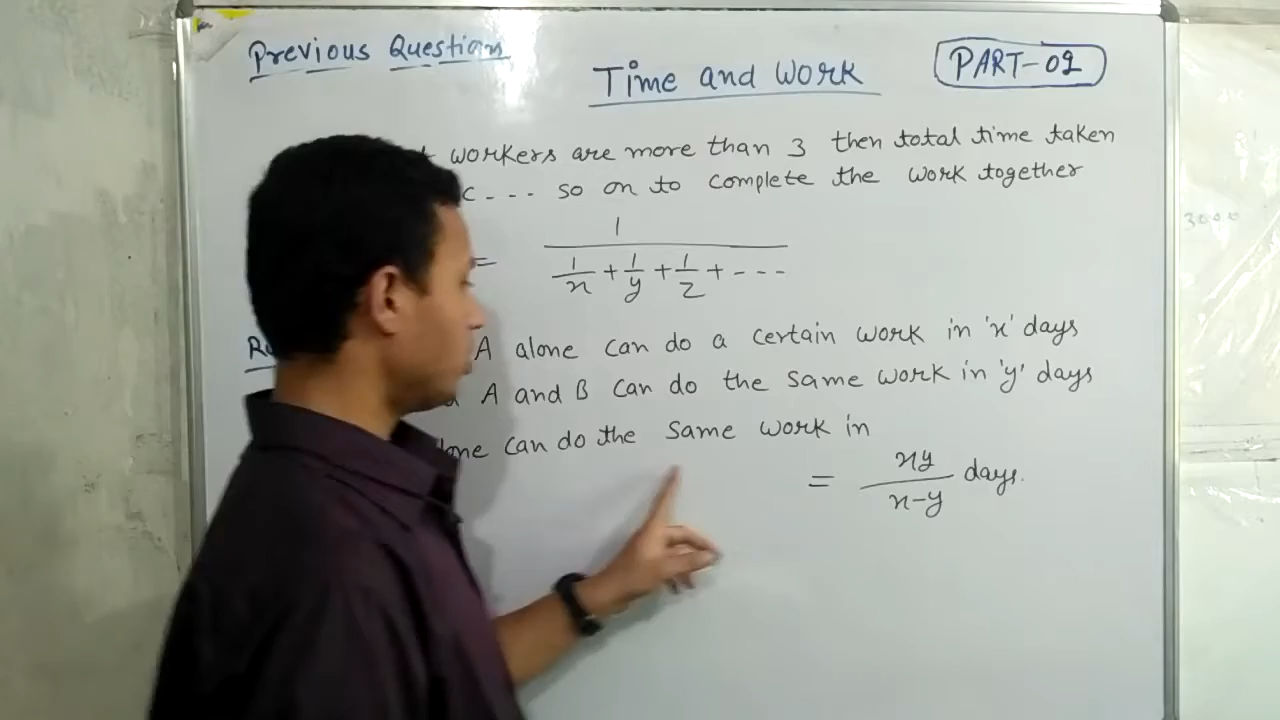 Previous Question
Time and Work
PART-02
workers are more than 3 then total time taken
c --- so on to complete the work together
= 1 / (1/x + 1/y + 1/z + ---)
A alone can do a certain work in 'x' days
A and B can do the same work in 'y' days
can do the same work in
= xy / (x-y) days.
3000